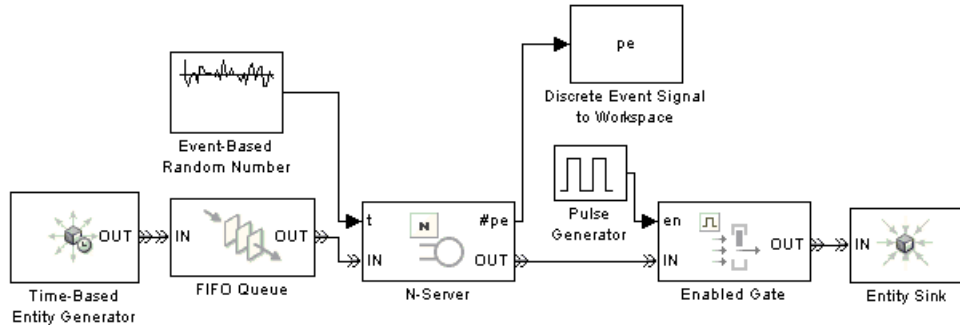 pe
Discrete Event Signal
to Workspace
Event-Based
Random Number
Pulse
Generator
OUT
Time-Based
Entity Generator
IN
OUT
FIFO Queue
t
#pe
N
IN
OUT
N-Server
en
IN
OUT
Enabled Gate
IN
Entity Sink